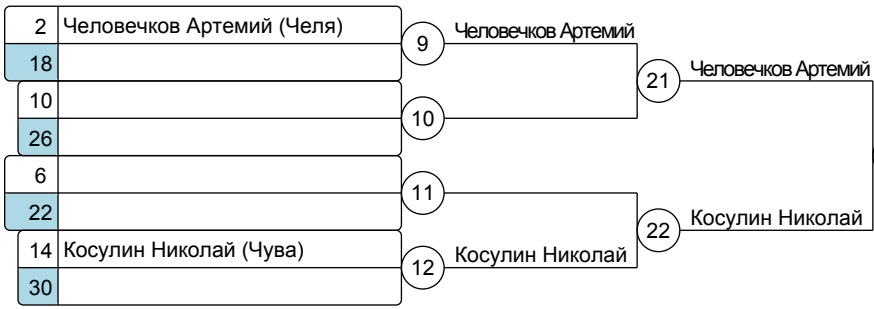 2 Человечков Артемий (Челя)
18
9 Человечков Артемий
10
26
10
21 Человечков Артемий
6
22
11
14 Косулин Николай (Чува)
30
12 Косулин Николай
22 Косулин Николай